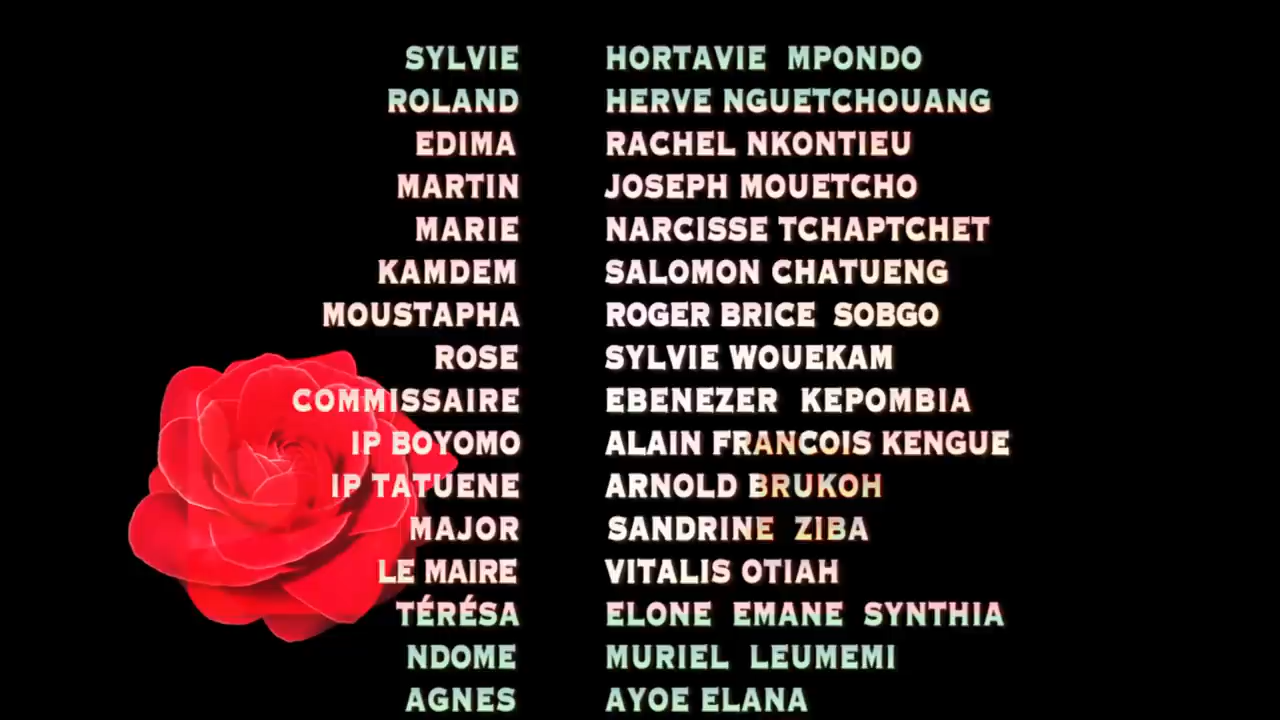 SYLVIE HORTAVIE MPONDO
ROLAND HERVE NGUETCHOUANG
EDIMA RACHEL NKONTIEU
MARTIN JOSEPH MOUETCHO
MARIE NARCISSE TCHAPTCHET
KAMDEM SALOMON CHATUENG
MOUSTAPHA ROGER BRICE SOBGO
ROSE SYLVIE WOUEKAM
COMMISSAIRE EBENEZER KEPOMBIA
IP BOYOMO ALAIN FRANCOIS KENGUE
IP TATUENE ARNOLD BRUKOH
MAJOR SANDRINE ZIBA
LE MAIRE VITALIS OTIAH
TÉRÉSA ELONE EMANE SYNTHIA
NDOME MURIEL LEUMEMI
AGNES AYOE ELANA